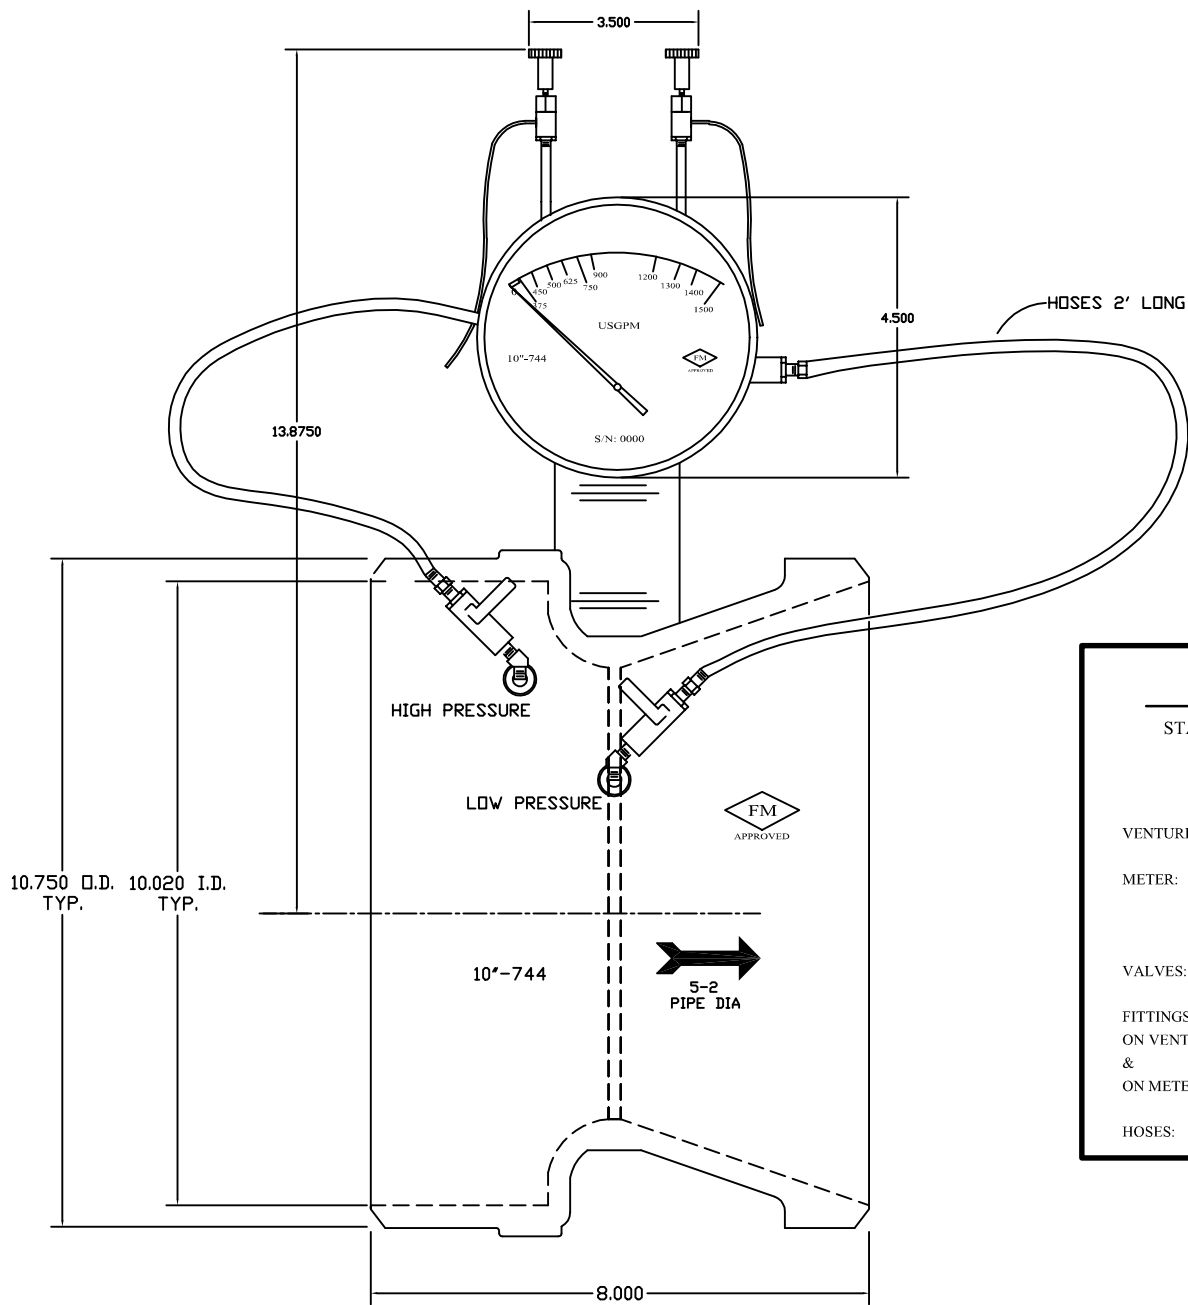 3.500
900
625
500
450
0
375
750
1200
1300
1400
1500
USGPM
10"-744
FM
APPROVED
S/N: 0000
4.500
HOSES 2' LONG
13.8750
HIGH PRESSURE
LOW PRESSURE
FM
APPROVED
10.750 O.D.
TYP.
10.020 I.D.
TYP.
10"-744
5-2
PIPE DIA
8.000
STA
VENTURI
METER:
VALVES:
FITTINGS
ON VENT
&
ON METE
HOSES: